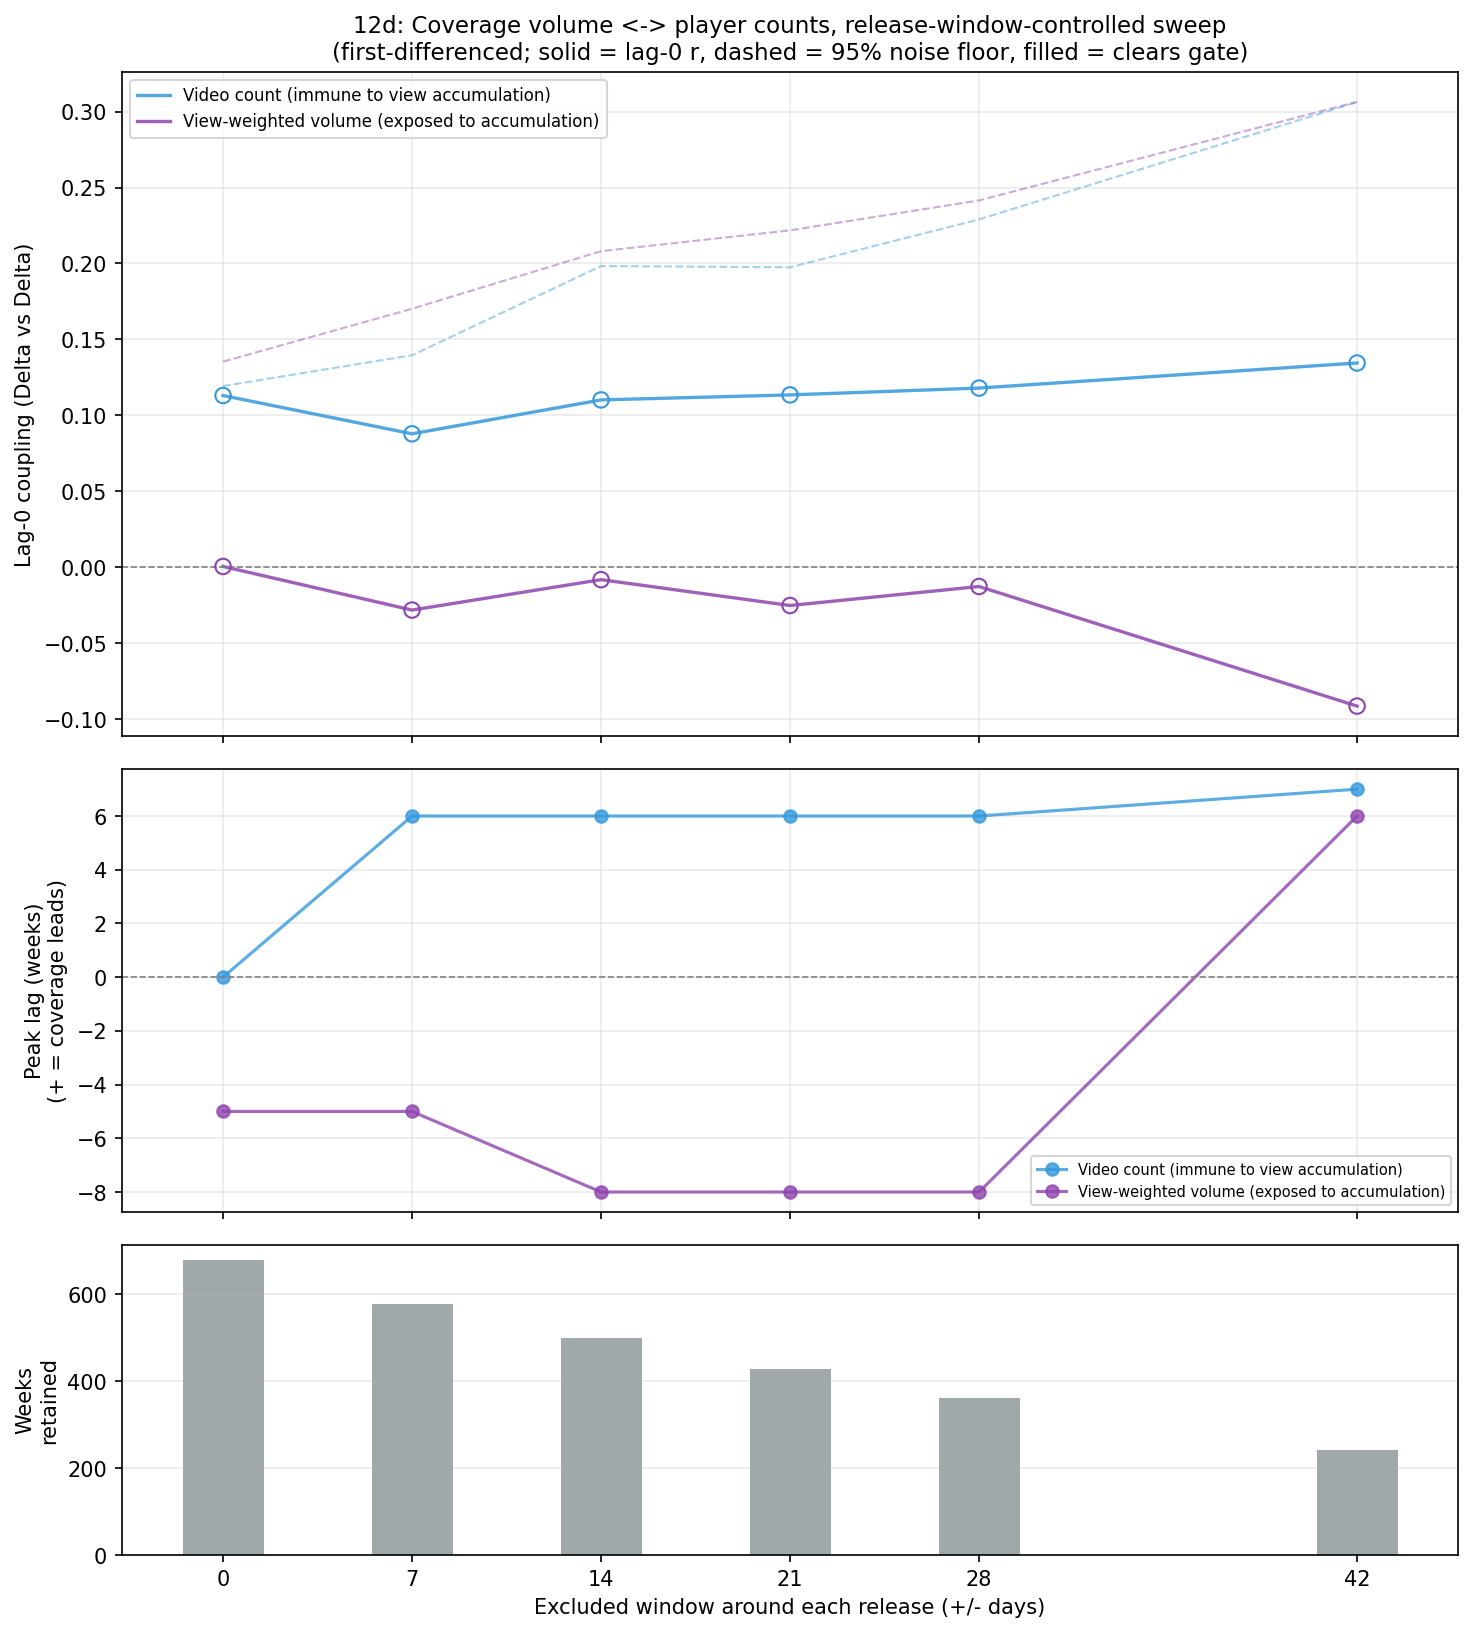 12d: Coverage volume <-> player counts, release-window-controlled sweep
(first-differenced; solid = lag-0 r, dashed = 95% noise floor, filled = clears gate)
Video count (immune to view accumulation)
View-weighted volume (exposed to accumulation)
Lag-0 coupling (Delta vs Delta)
0.30
0.25
0.20
0.15
0.10
0.05
0.00
−0.05
−0.10
Peak lag (weeks)
(+ = coverage leads)
6
4
2
0
−2
−4
−6
−8
Video count (immune to view accumulation)
View-weighted volume (exposed to accumulation)
Weeks
retained
600
400
200
0
0 7 14 21 28 42
Excluded window around each release (+/- days)